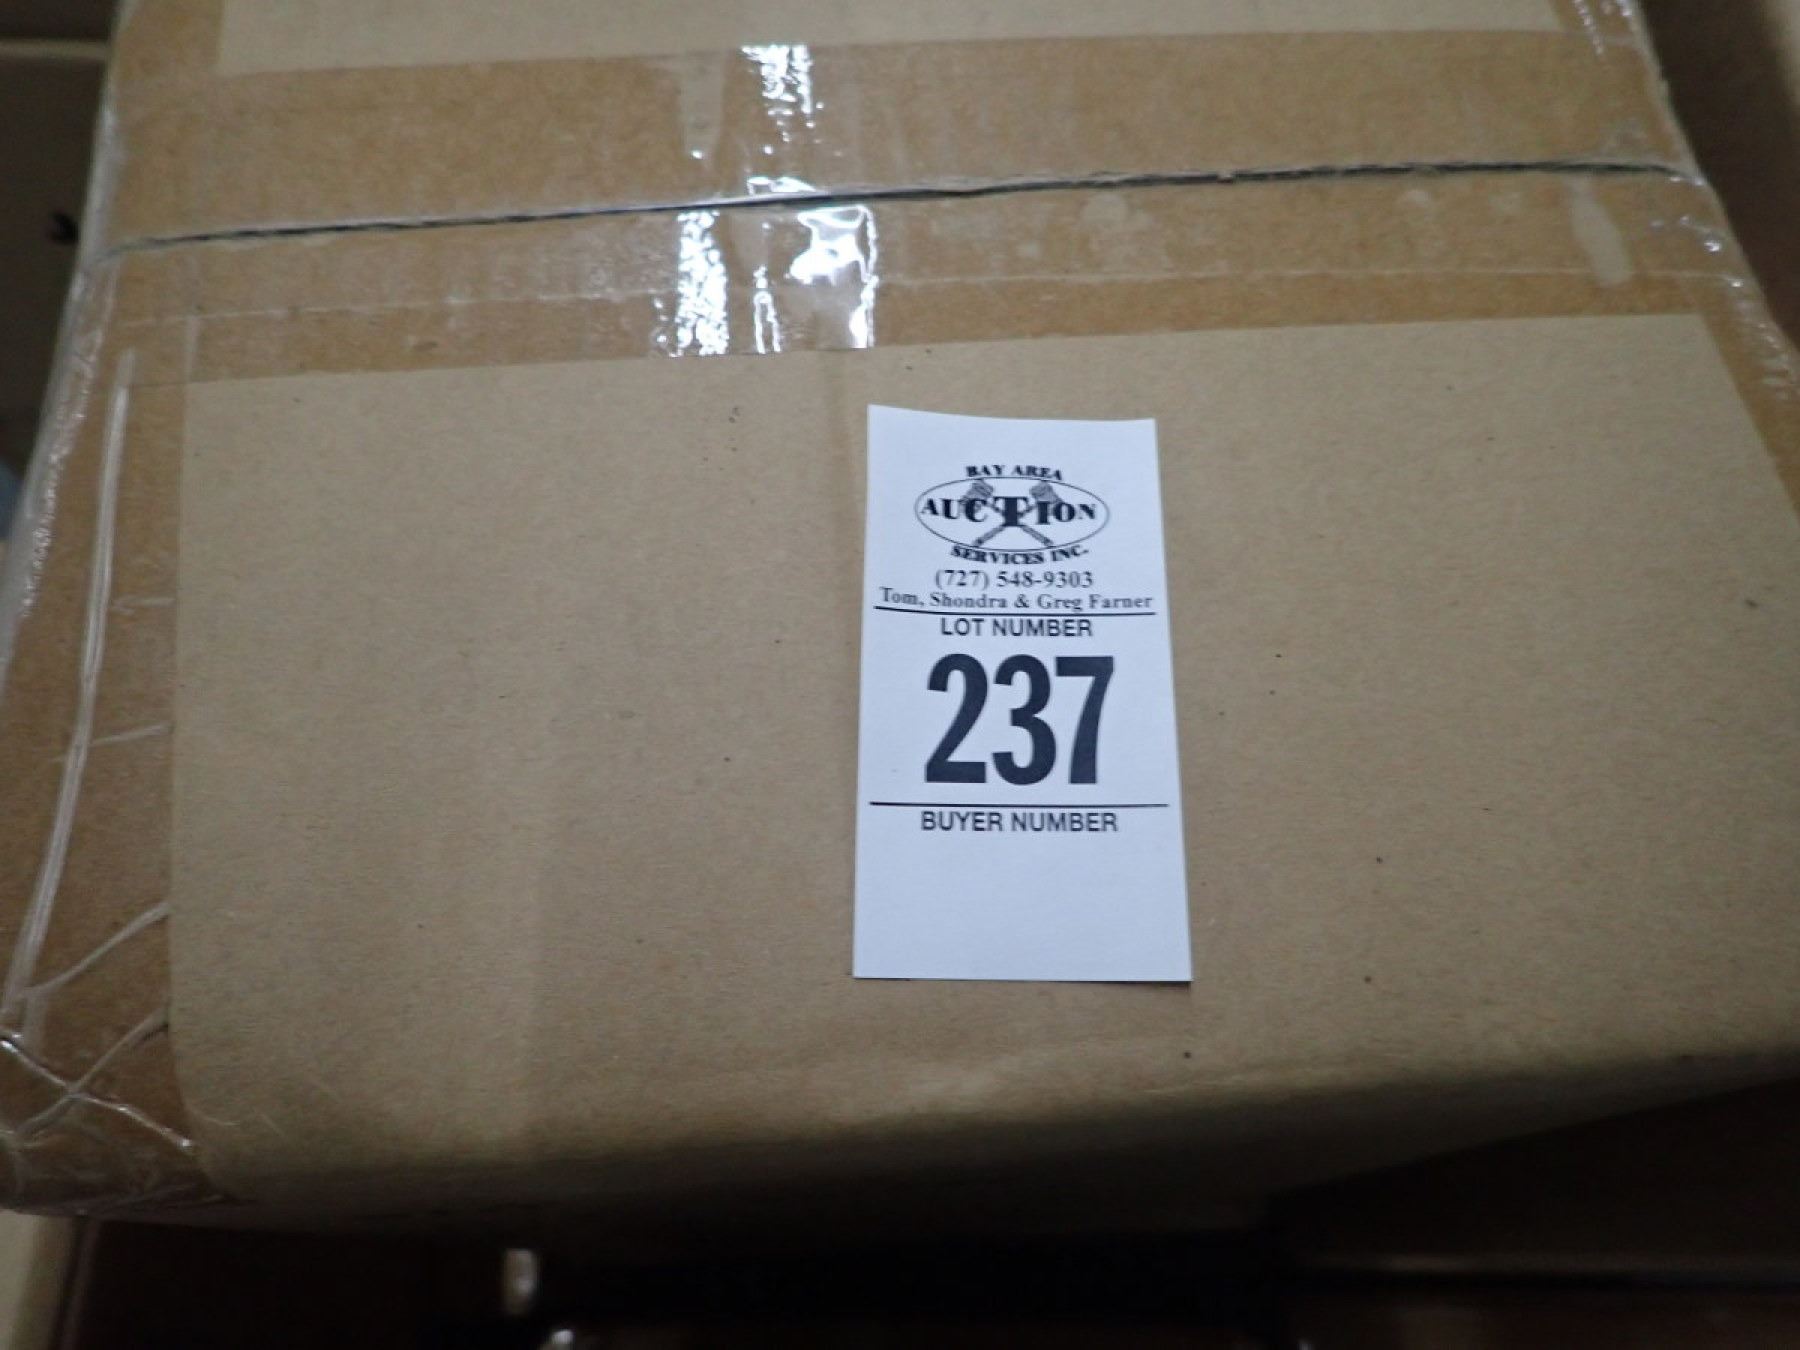 BAY AREA
AUCTION
SERVICES INC.
(727) 548-9303
Tom, Shondra & Greg Farner
LOT NUMBER
237
BUYER NUMBER